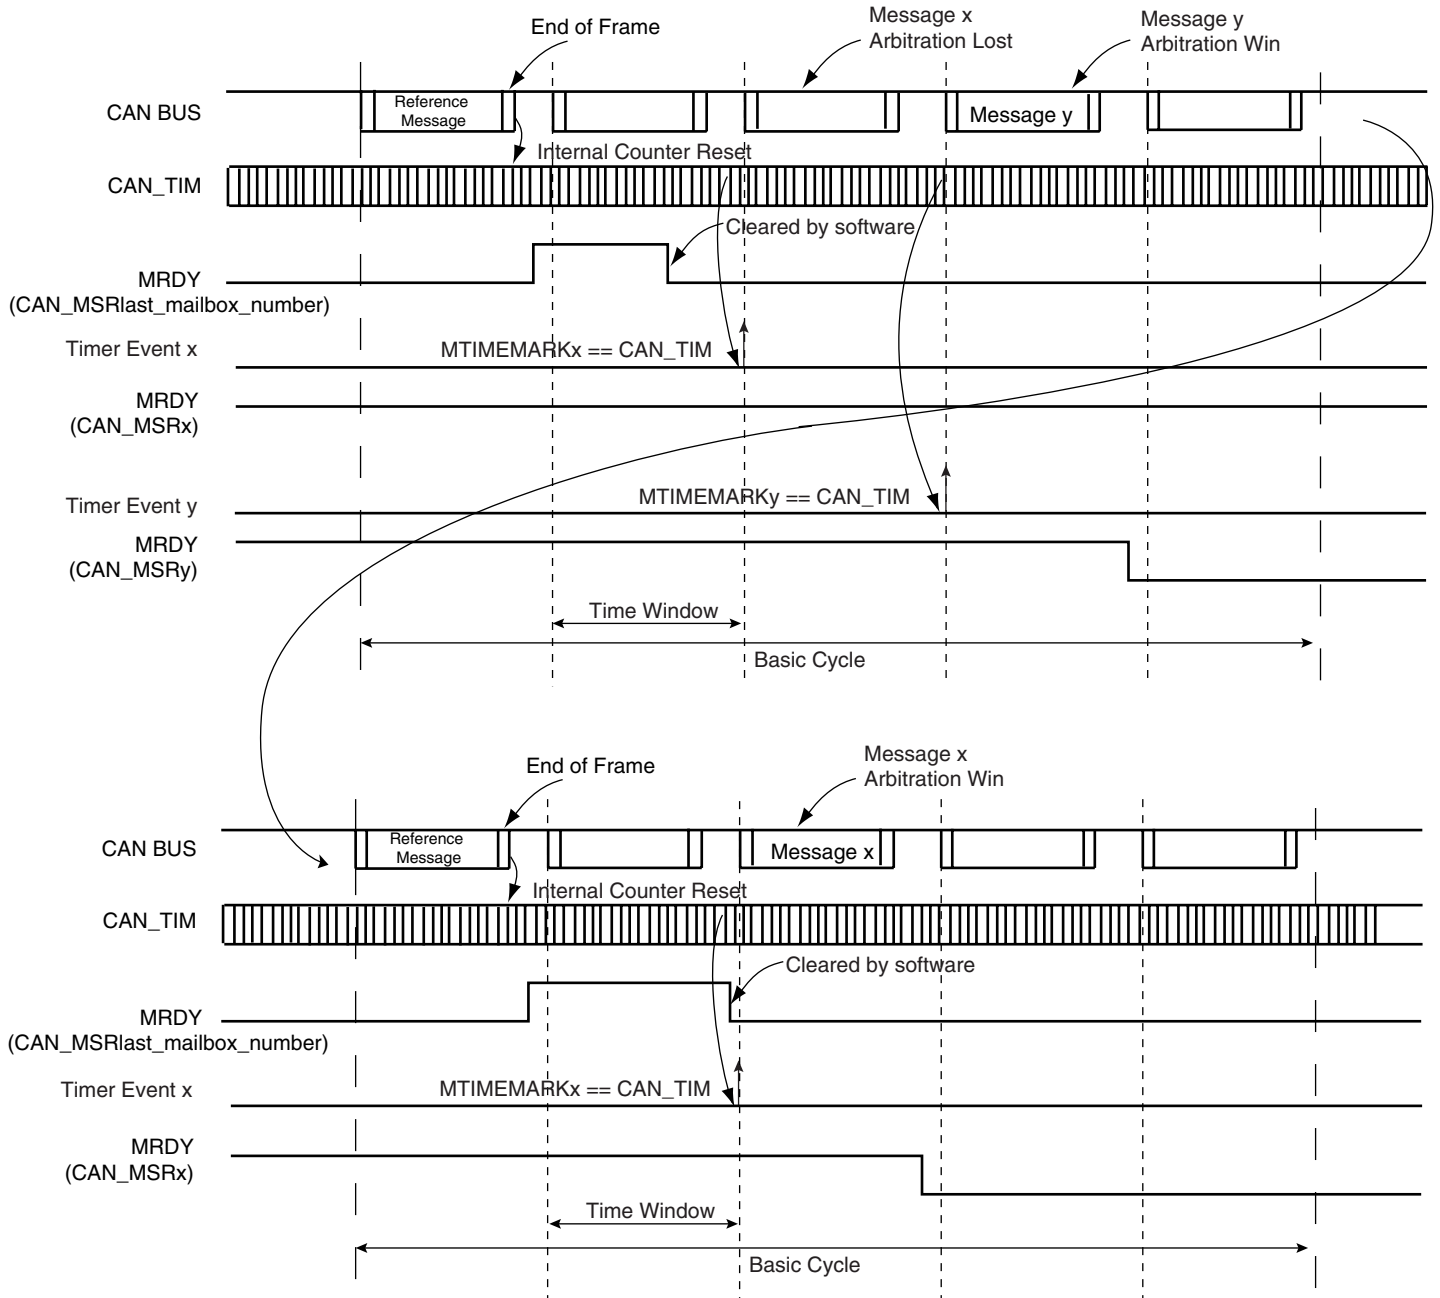 End of Frame
Message x
Arbitration Lost
Message y
Arbitration Win
CAN BUS
Reference
Message
Message y
Internal Counter Reset
CAN_TIM
Cleared by software
MRDY
(CAN_MSRlast_mailbox_number)
Timer Event x
MTIMEMARKx == CAN_TIM
MRDY
(CAN_MSRx)
Timer Event y
MTIMEMARKy == CAN_TIM
MRDY
(CAN_MSRy)
Time Window
Basic Cycle
End of Frame
Message x
Arbitration Win
CAN BUS
Reference
Message
Message x
Internal Counter Reset
CAN_TIM
Cleared by software
MRDY
(CAN_MSRlast_mailbox_number)
Timer Event x
MTIMEMARKx == CAN_TIM
MRDY
(CAN_MSRx)
Time Window
Basic Cycle